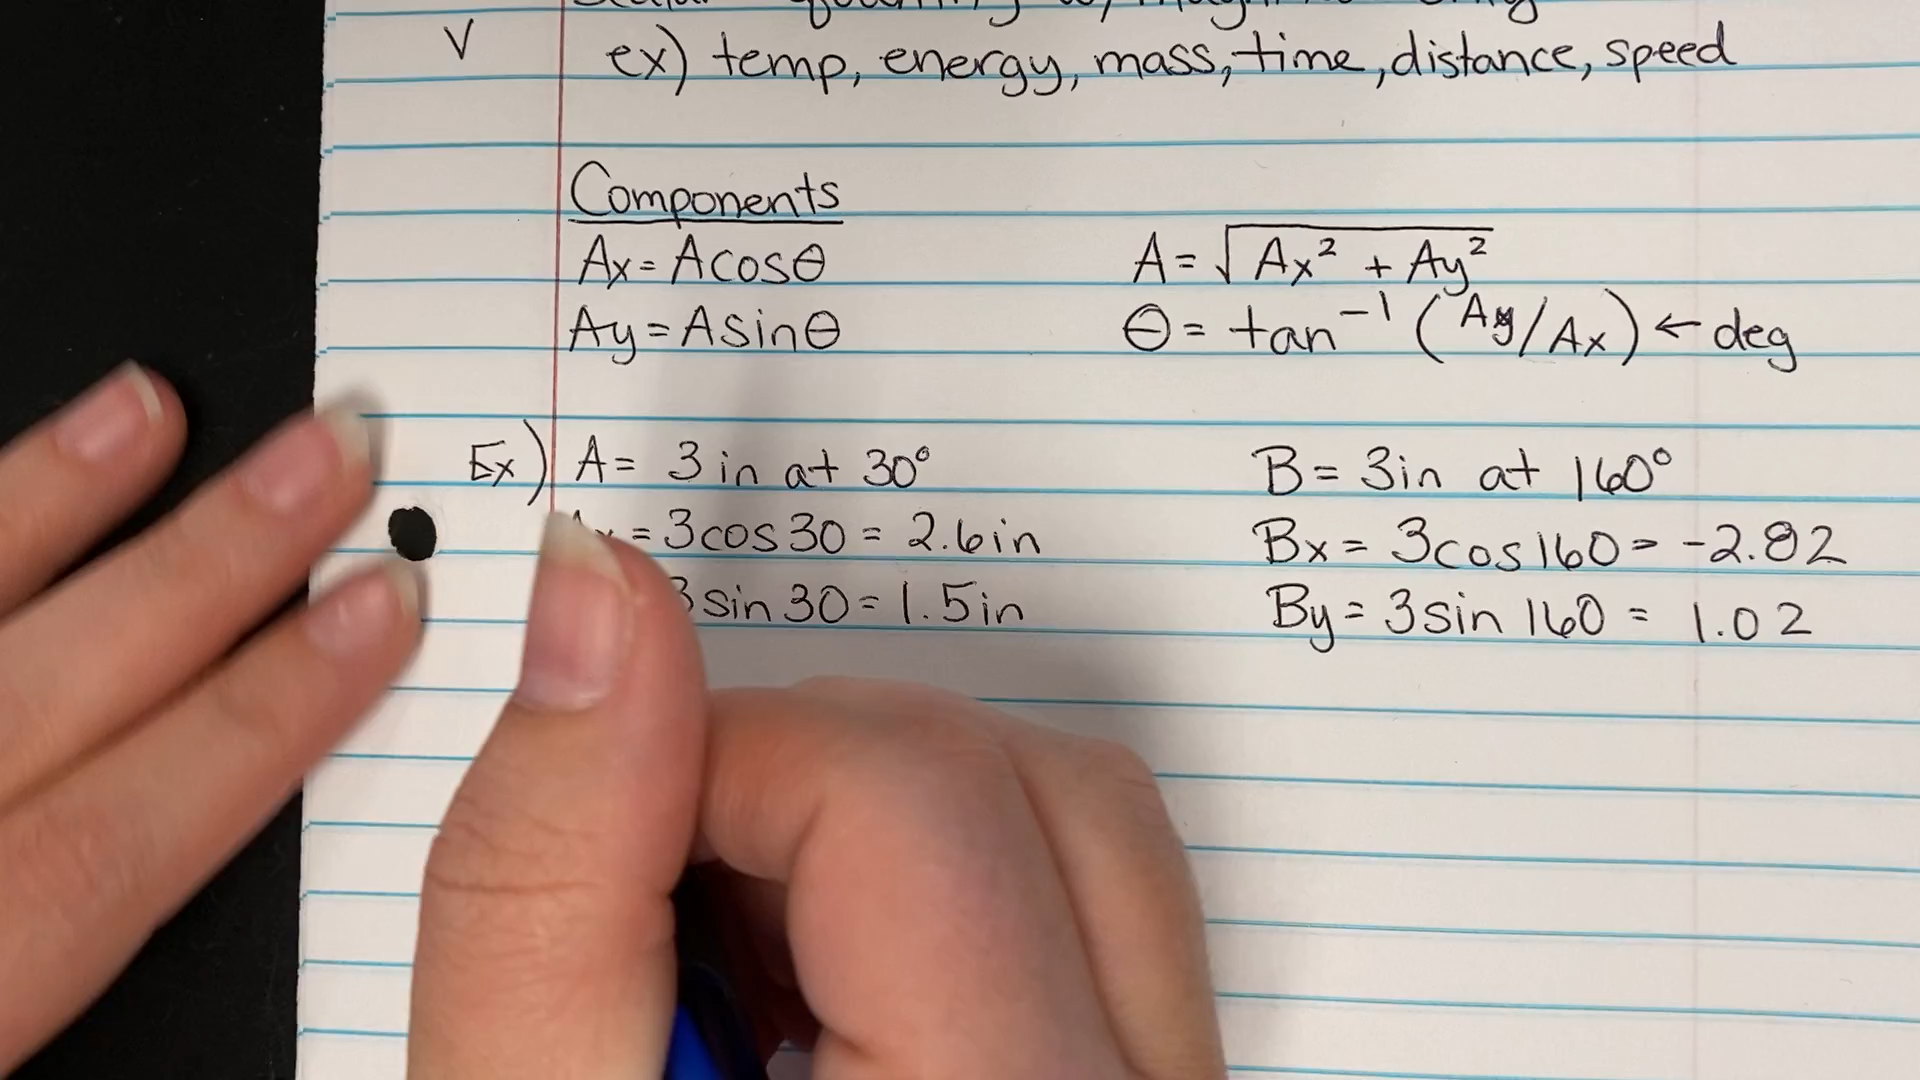 V
ex) temp, energy, mass, time, distance, speed
Components
Ax = Acosθ
Ay = Asinθ
A = √Ax² + Ay²
θ = tan⁻¹ (Ay/Ax) ← deg
Ex) A = 3in at 30°
= 3cos30 = 2.6in
3sin30 = 1.5in
B = 3in at 160°
Bx = 3cos160 = -2.82
By = 3sin160 = 1.02